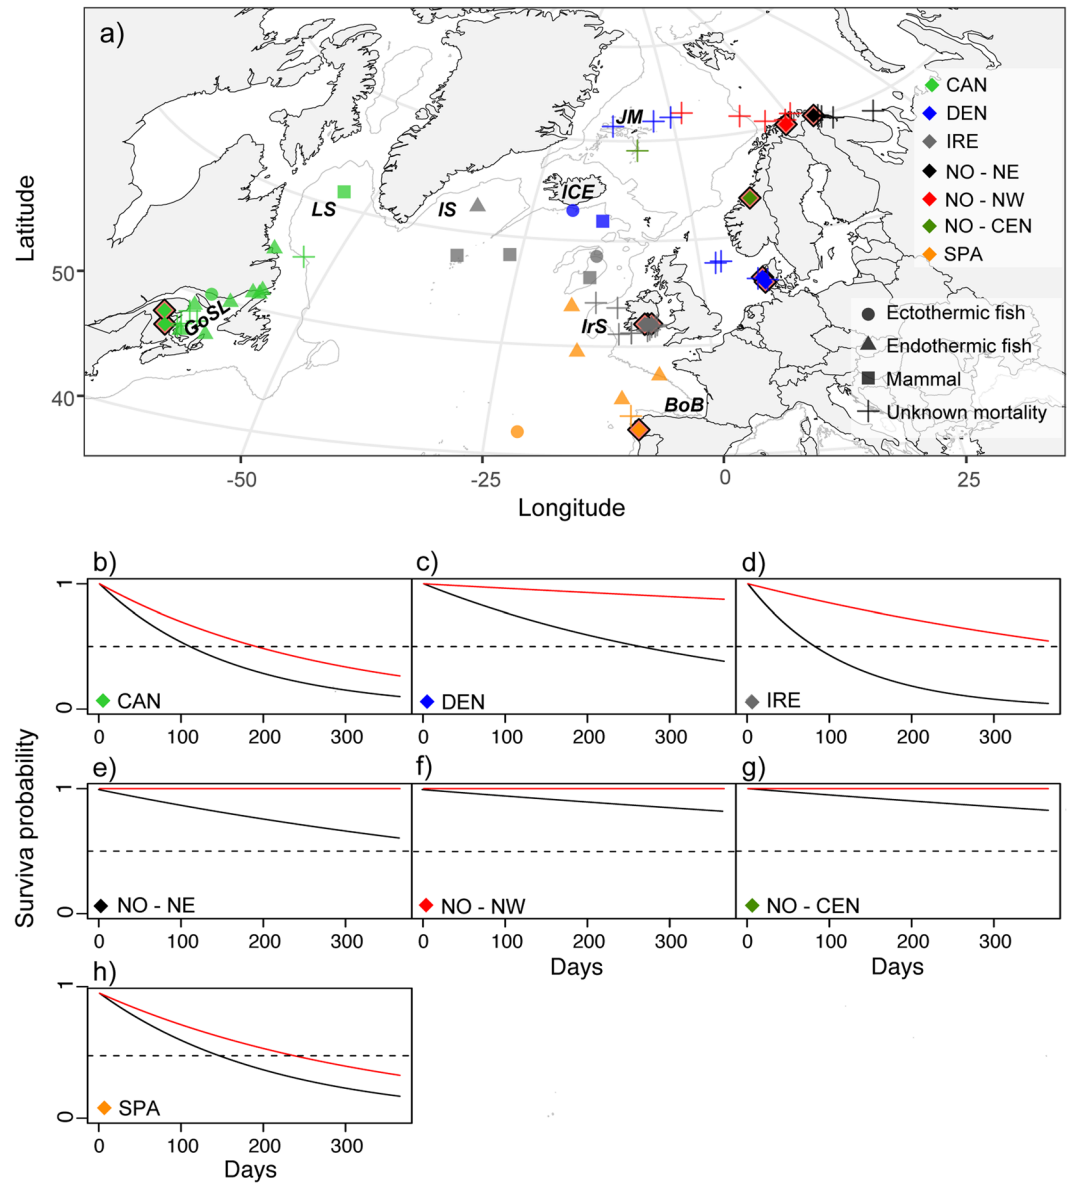 a)
CAN
JM
DEN
IRE
NO - NE
ICE
LS
IS
NO - NW
NO - CEN
SPA
Latitude
50
40
GoSL
IrS
BoB
Ectothermic fish
Endothermic fish
Mammal
Unknown mortality
-50
-25
0
25
Longitude
b)
c)
d)
1
0
CAN
DEN
IRE
0 100 200 300
0 100 200 300
0 100 200 300
Surviva probability
e)
f)
g)
1
0
NO - NE
NO - NW
NO - CEN
0 100 200 300
0 100 200 300
0 100 200 300
Days
Days
h)
1
0
SPA
0 100 200 300
Days